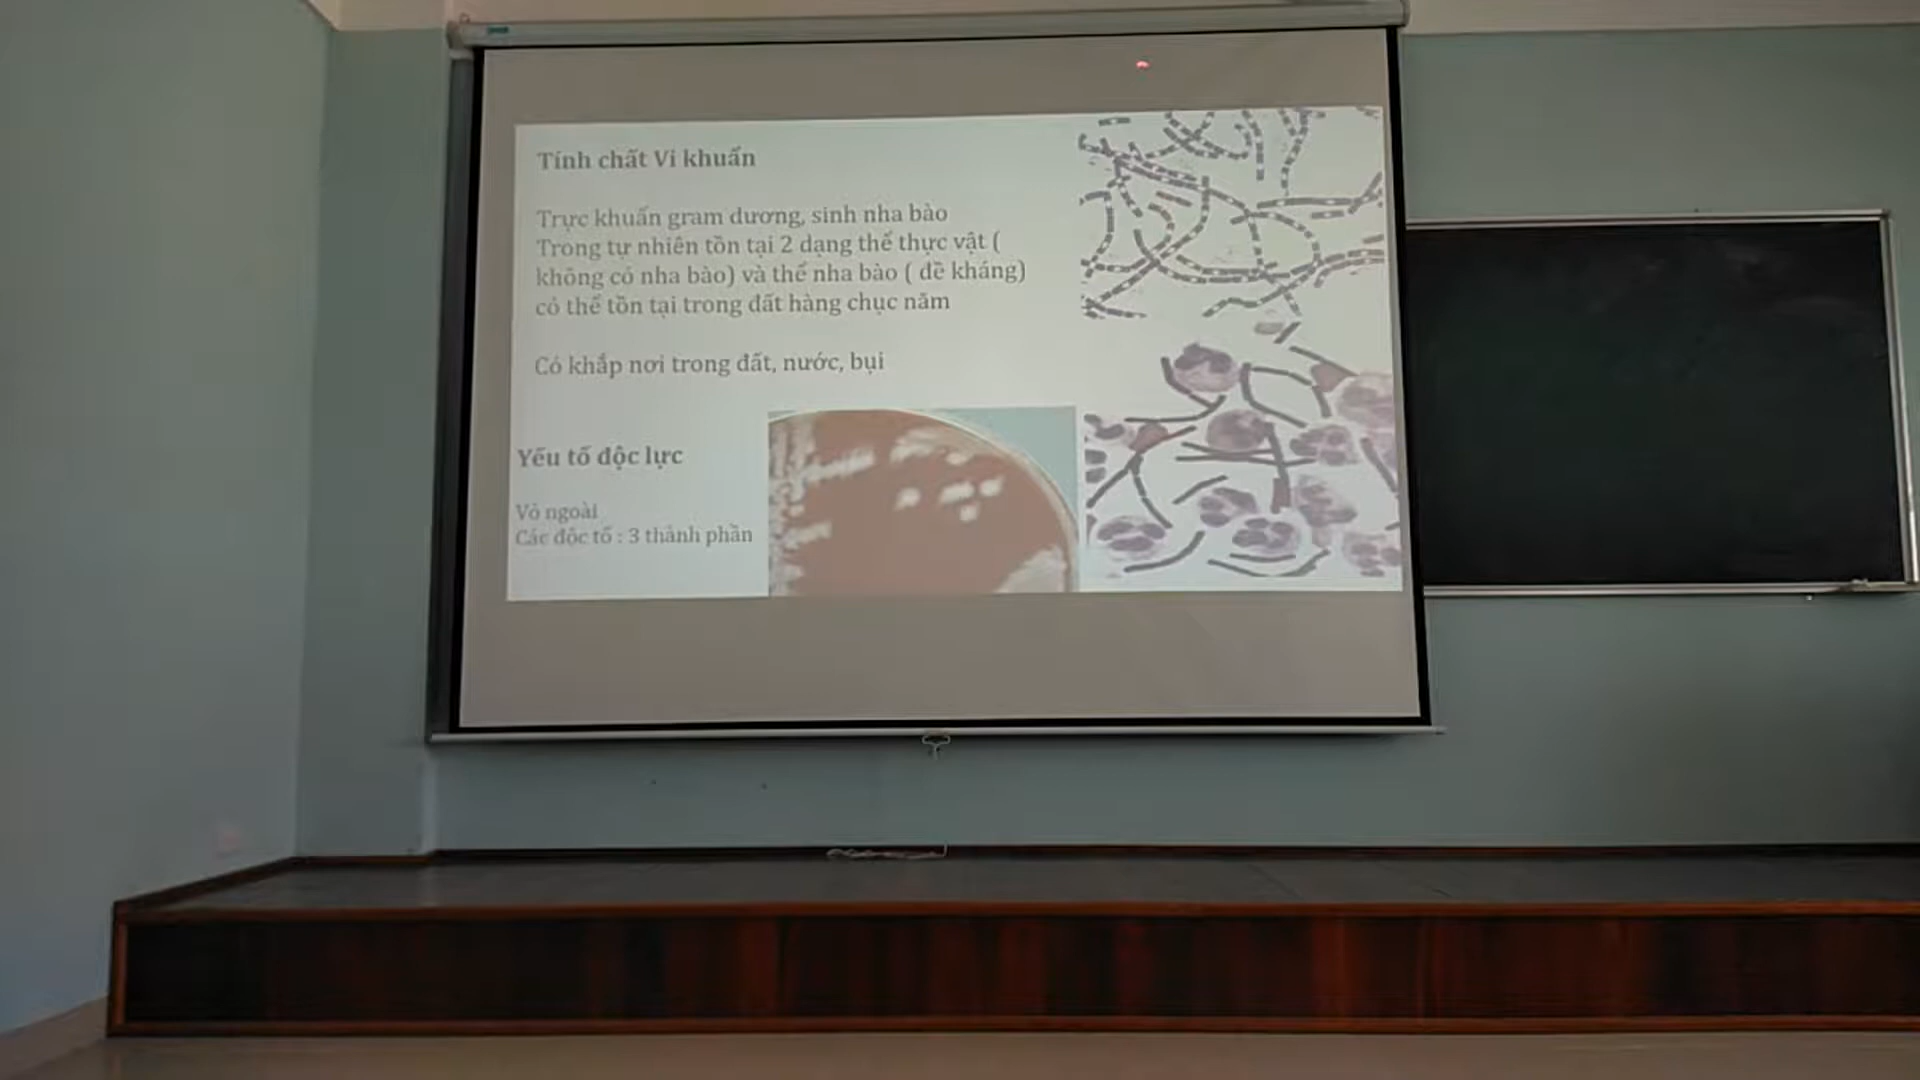 Tính chất Vi khuẩn
Trực khuẩn gram dương, sinh nha bào
Trong tự nhiên tồn tại 2 dạng thể thực vật (
không có nha bào) và thể nha bào ( đề kháng)
có thể tồn tại trong đất hàng chục năm
Có khắp nơi trong đất, nước, bụi
Yếu tố độc lực
Vỏ ngoài
Các độc tố : 3 thành phần